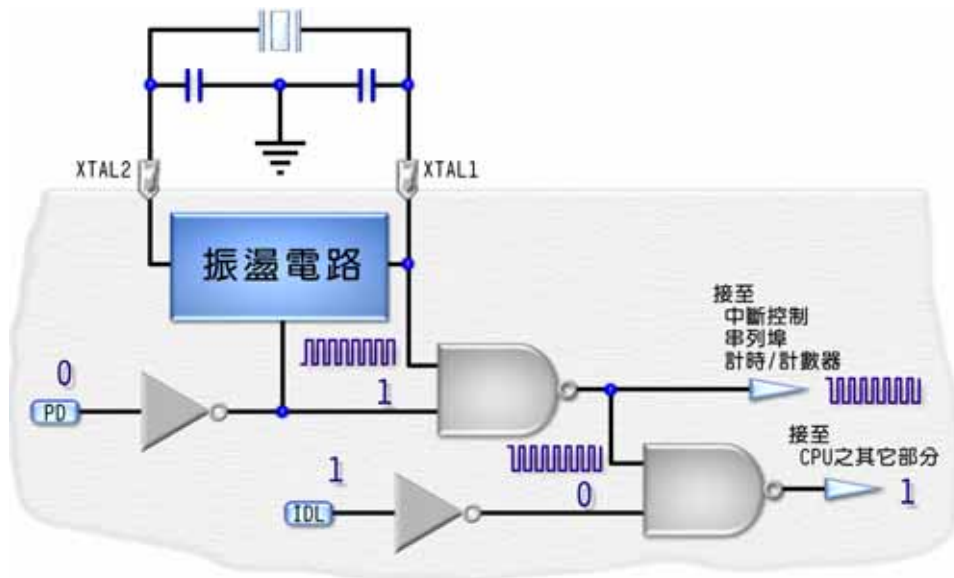 XTAL2
XTAL1
振盪電路
接至
中斷控制
串列埠
計時/計數器
0
1
PD
接至
CPU之其它部分
1
0
1
IDL